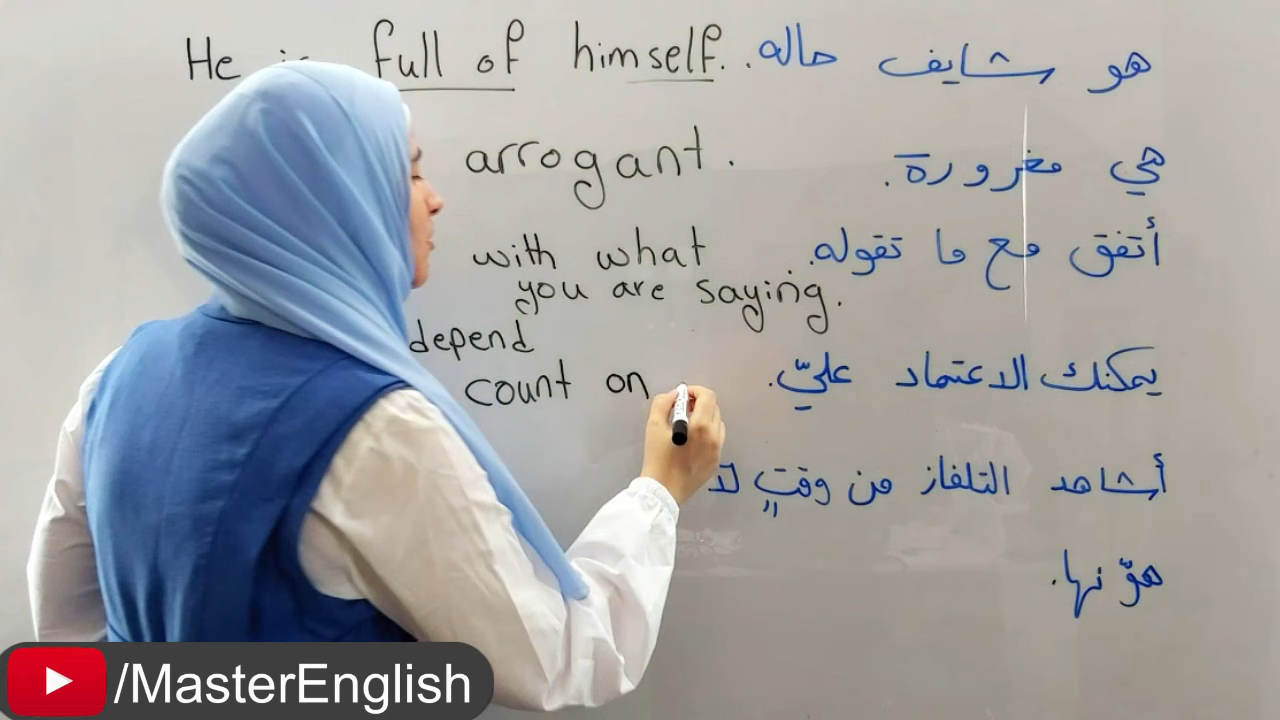 He is full of himself. هو شايف حاله.
arrogant. هي مغرورة.
with what أتفق مع ما تقوله.
you are saying.
depend
count on يمكنك الاعتماد عليّ.
أشاهد التلفاز من وقتٍ
هوّنها.
/MasterEnglish